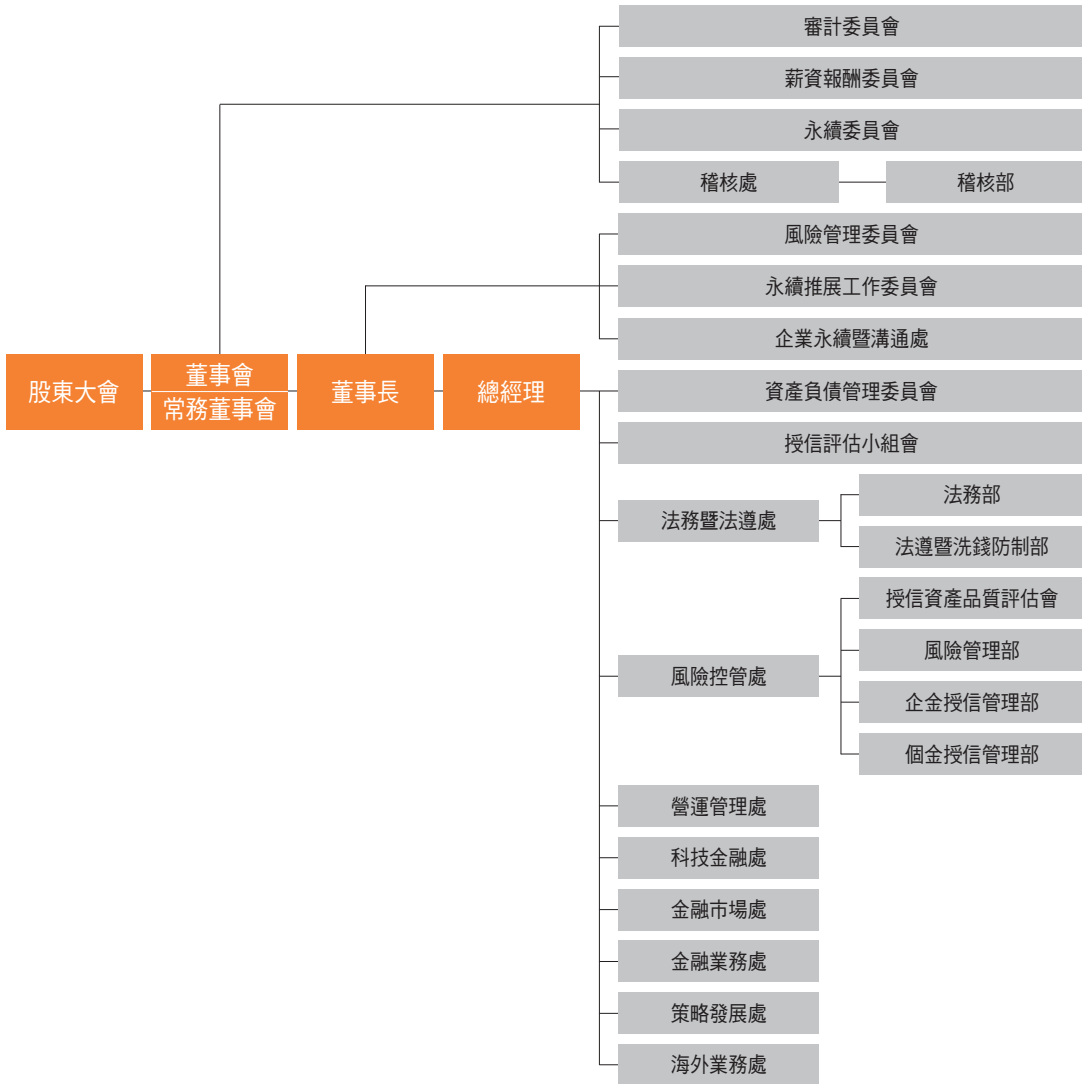 審計委員會
薪資報酬委員會
永續委員會
稽核處
稽核部
風險管理委員會
永續推展工作委員會
企業永續暨溝通處
股東大會
董事會
常務董事會
董事長
總經理
資產負債管理委員會
授信評估小組會
法務暨法遵處
法務部
法遵暨洗錢防制部
風險控管處
授信資產品質評估會
風險管理部
企金授信管理部
個金授信管理部
營運管理處
科技金融處
金融市場處
金融業務處
策略發展處
海外業務處